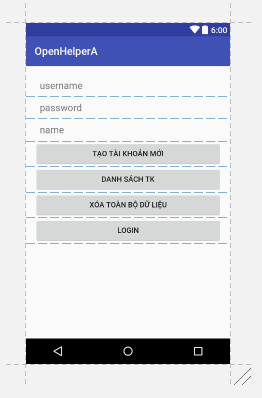 6:00
OpenHelperA
username
password
name
TẠO TÀI KHOẢN MỚI
DANH SÁCH TK
XÓA TOÀN BỘ DỮ LIỆU
LOGIN